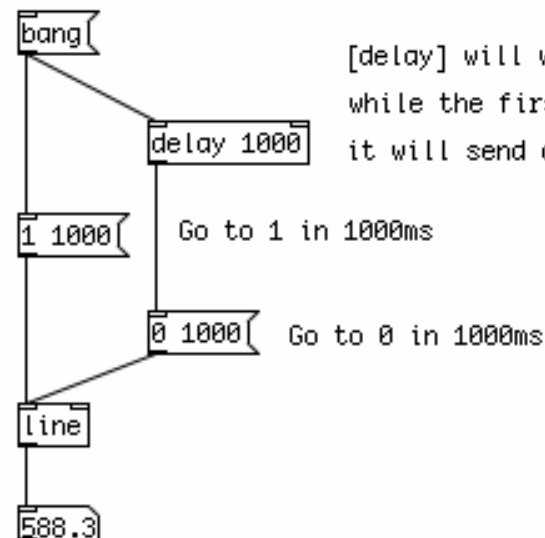 bang
[delay] will
while the
delay 1000
it will send
1 1000
Go to 1 in 1000ms
0 1000
Go to 0 in 1000ms
line
588.3